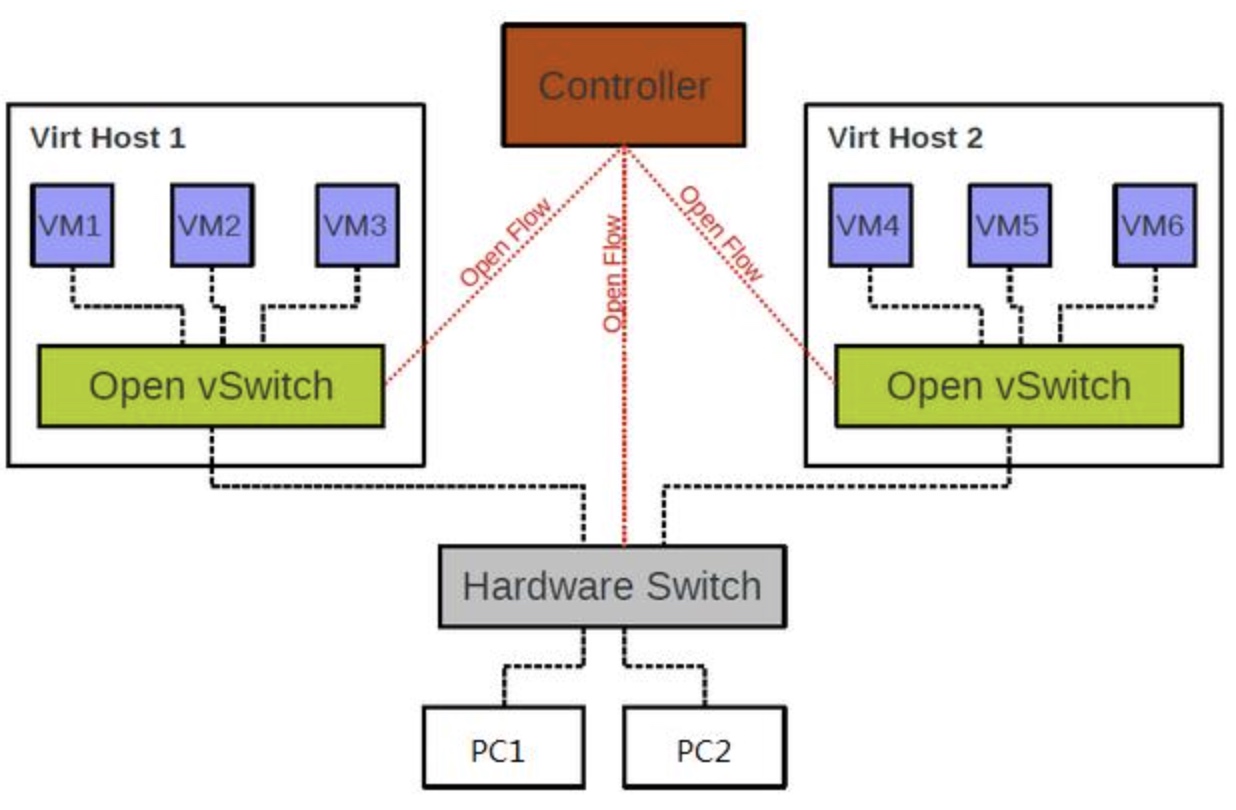 Controller
Virt Host 1
Virt Host 2
VM1
VM2
VM3
VM4
VM5
VM6
Open Flow
Open Flow
Open Flow
Open vSwitch
Open vSwitch
Hardware Switch
PC1
PC2